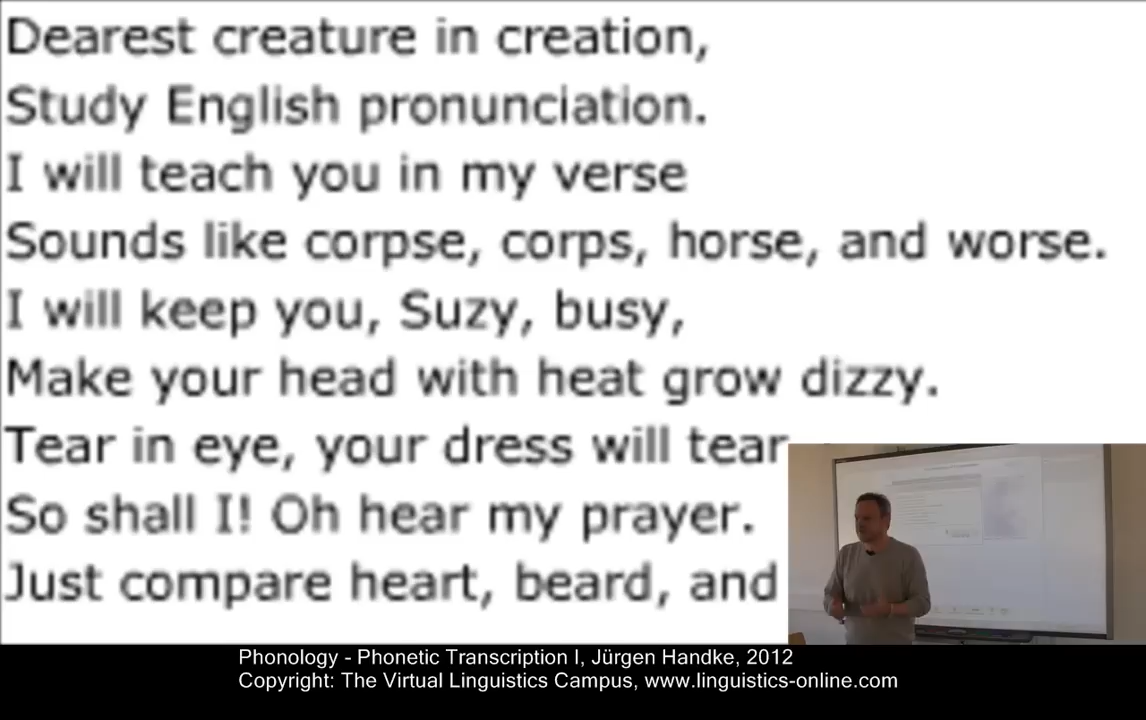 Dearest creature in creation,
Study English pronunciation.
I will teach you in my verse
Sounds like corpse, corps, horse, and worse.
I will keep you, Suzy, busy,
Make your head with heat grow dizzy.
Tear in eye, your dress will tear
So shall I! Oh hear my prayer.
Just compare heart, beard, and
Phonology - Phonetic Transcription I, Jürgen Handke, 2012
Copyright: The Virtual Linguistics Campus, www.linguistics-online.com